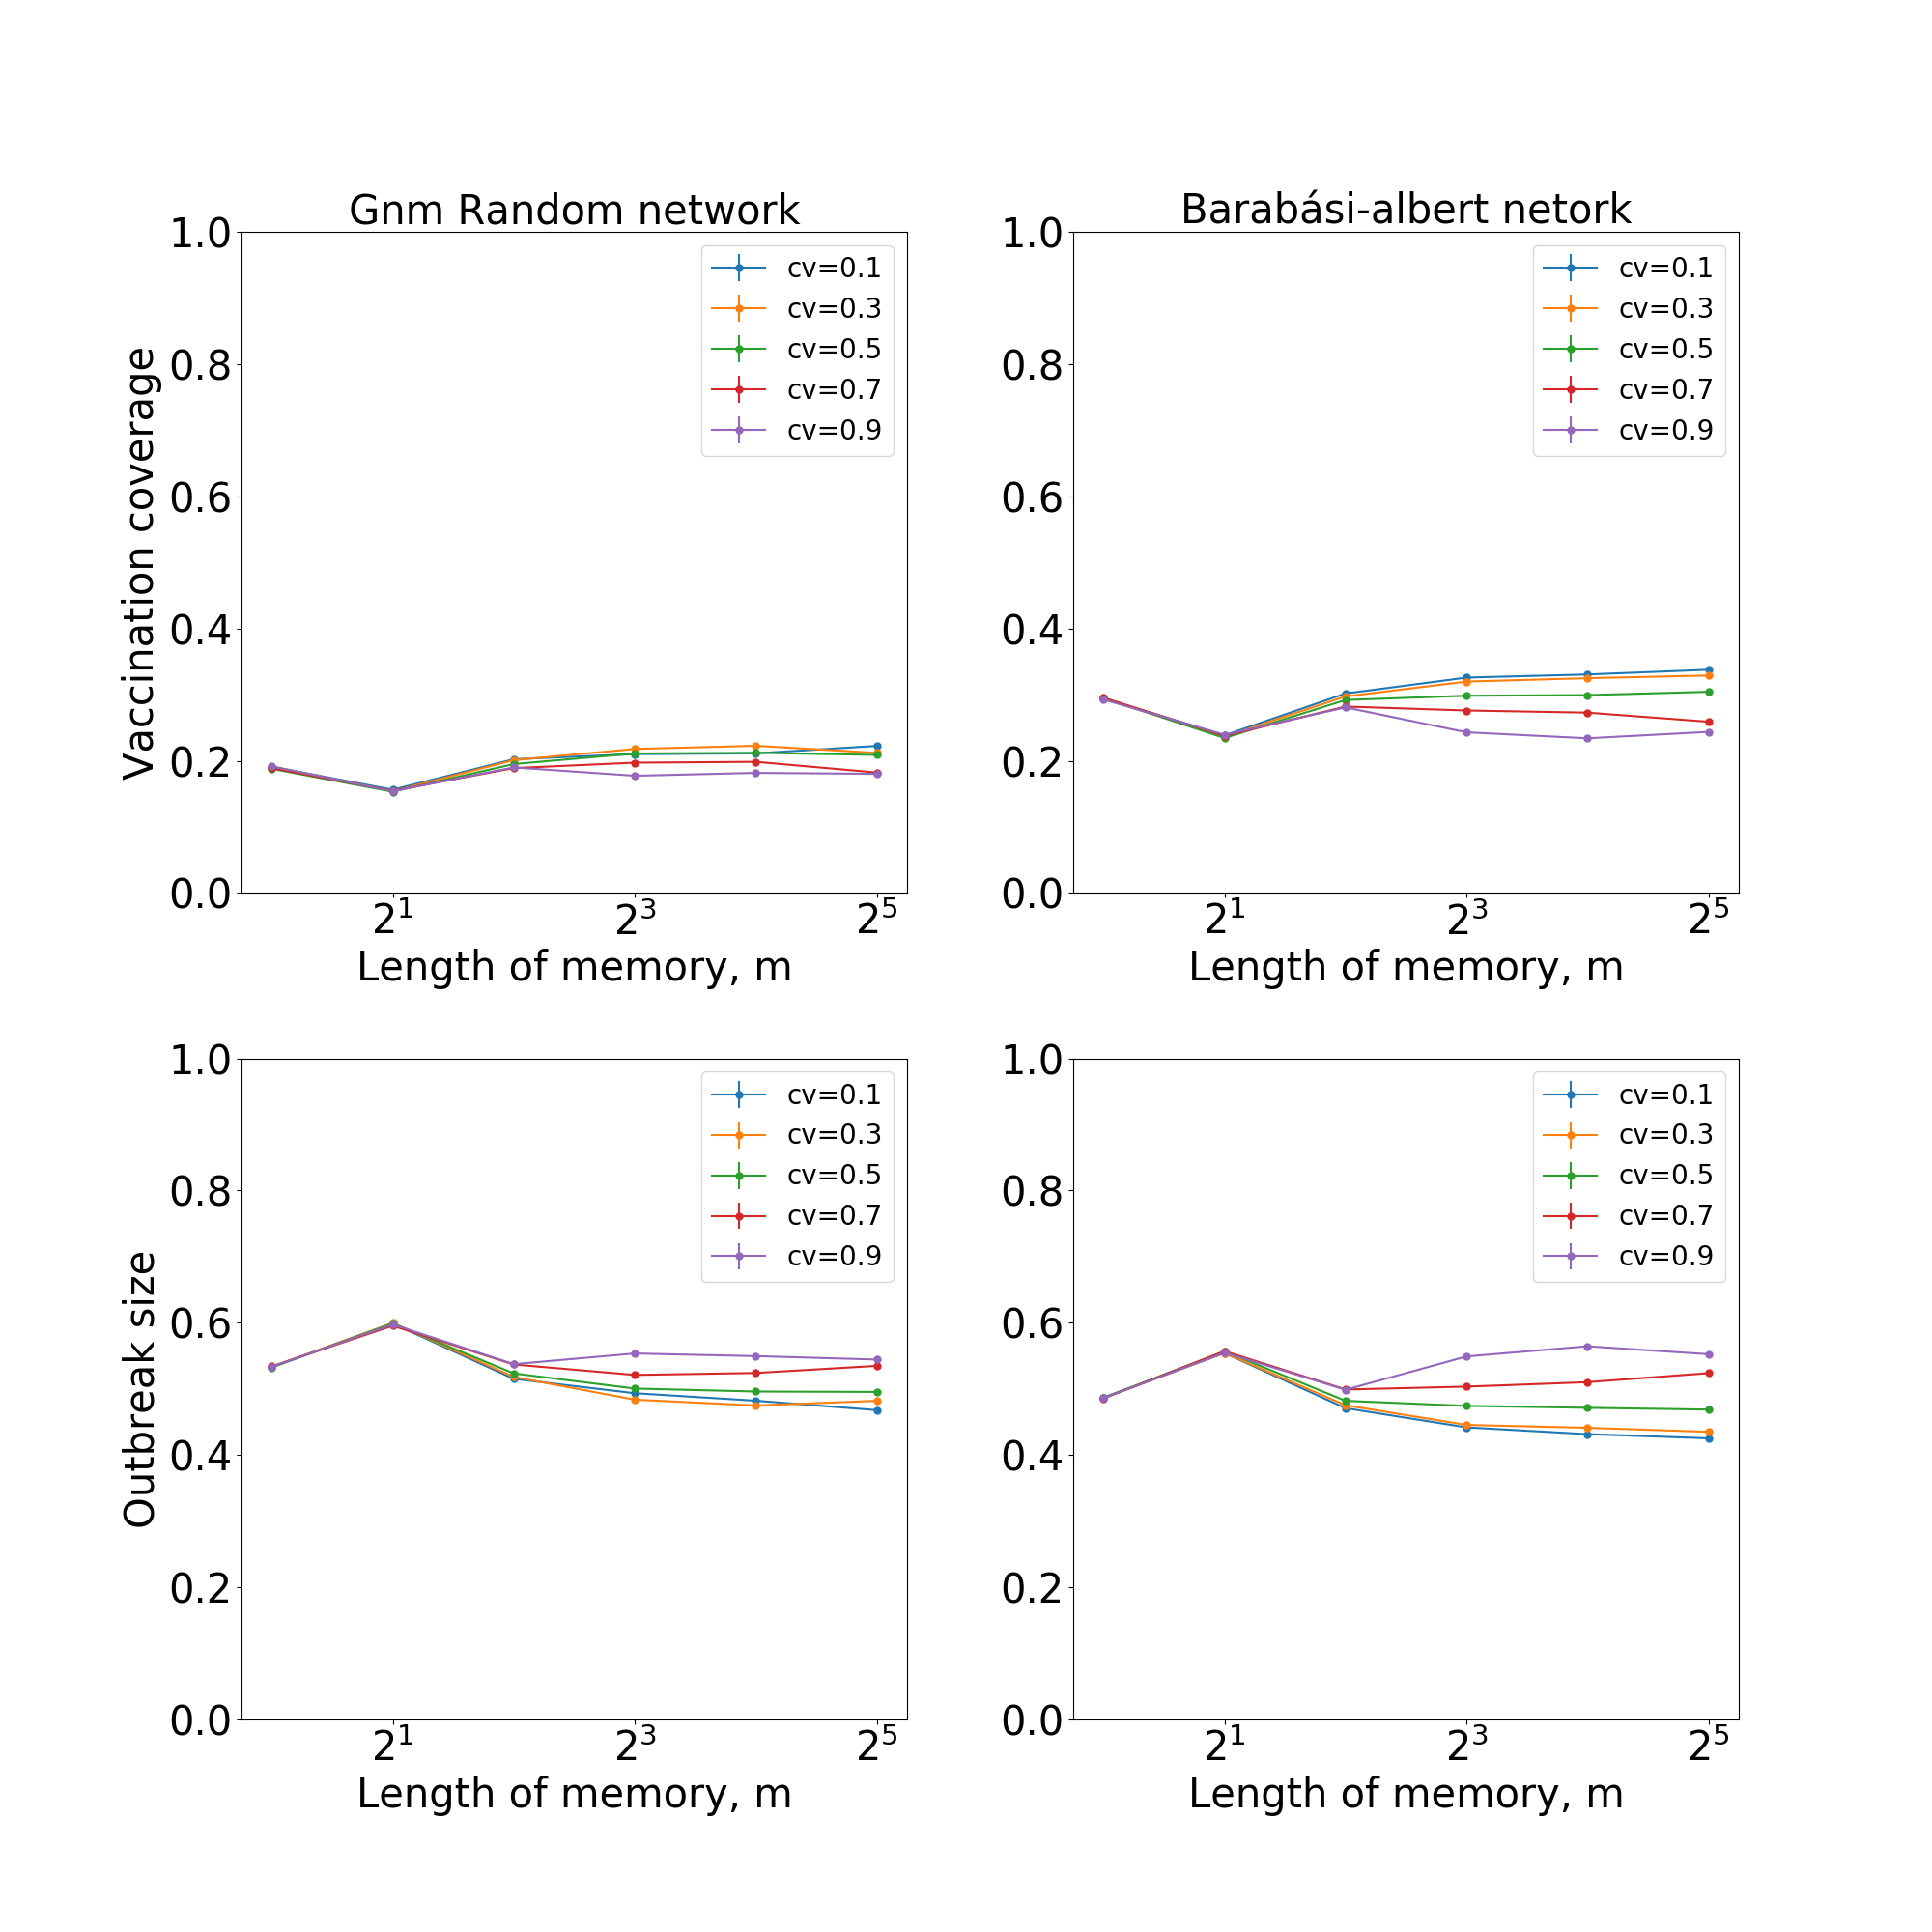 Gnm Random network
1.0
0.8
0.6
0.4
0.2
0.0
Vaccination coverage
cv=0.1
cv=0.3
cv=0.5
cv=0.7
cv=0.9
2^1 2^3 2^5
Length of memory, m
Barabási-albert netork
1.0
0.8
0.6
0.4
0.2
0.0
cv=0.1
cv=0.3
cv=0.5
cv=0.7
cv=0.9
2^1 2^3 2^5
Length of memory, m
1.0
0.8
0.6
0.4
0.2
0.0
Outbreak size
cv=0.1
cv=0.3
cv=0.5
cv=0.7
cv=0.9
2^1 2^3 2^5
Length of memory, m
1.0
0.8
0.6
0.4
0.2
0.0
cv=0.1
cv=0.3
cv=0.5
cv=0.7
cv=0.9
2^1 2^3 2^5
Length of memory, m